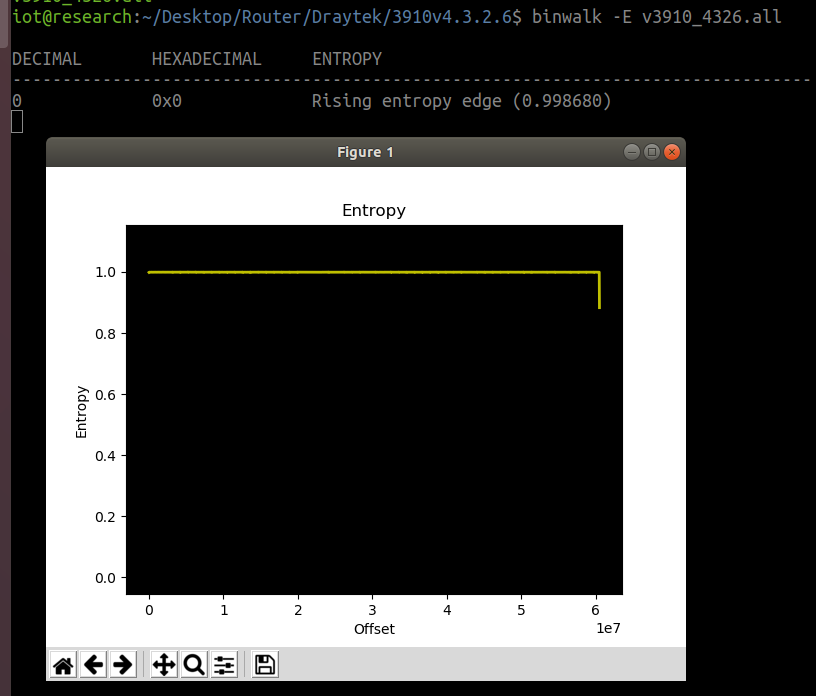 v3910_4326.all
iot@research:~/Desktop/Router/Draytek/3910v4.3.2.6$ binwalk -E v3910_4326.all
DECIMAL HEXADECIMAL ENTROPY
--------------------------------------------------------------------------------
0 0x0 Rising entropy edge (0.998680)
Figure 1
Entropy
1.0
0.8
0.6
0.4
0.2
0.0
Entropy
0 1 2 3 4 5 6
Offset
1e7